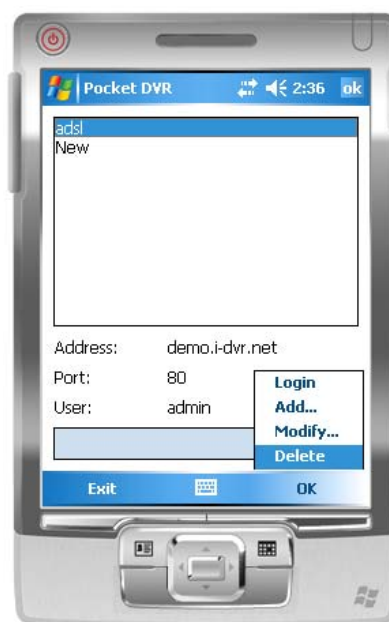 Pocket DVR 2:36 ok
adsl
New
Address: demo.i-dvr.net
Port: 80
User: admin
Login
Add...
Modify...
Delete
Exit OK